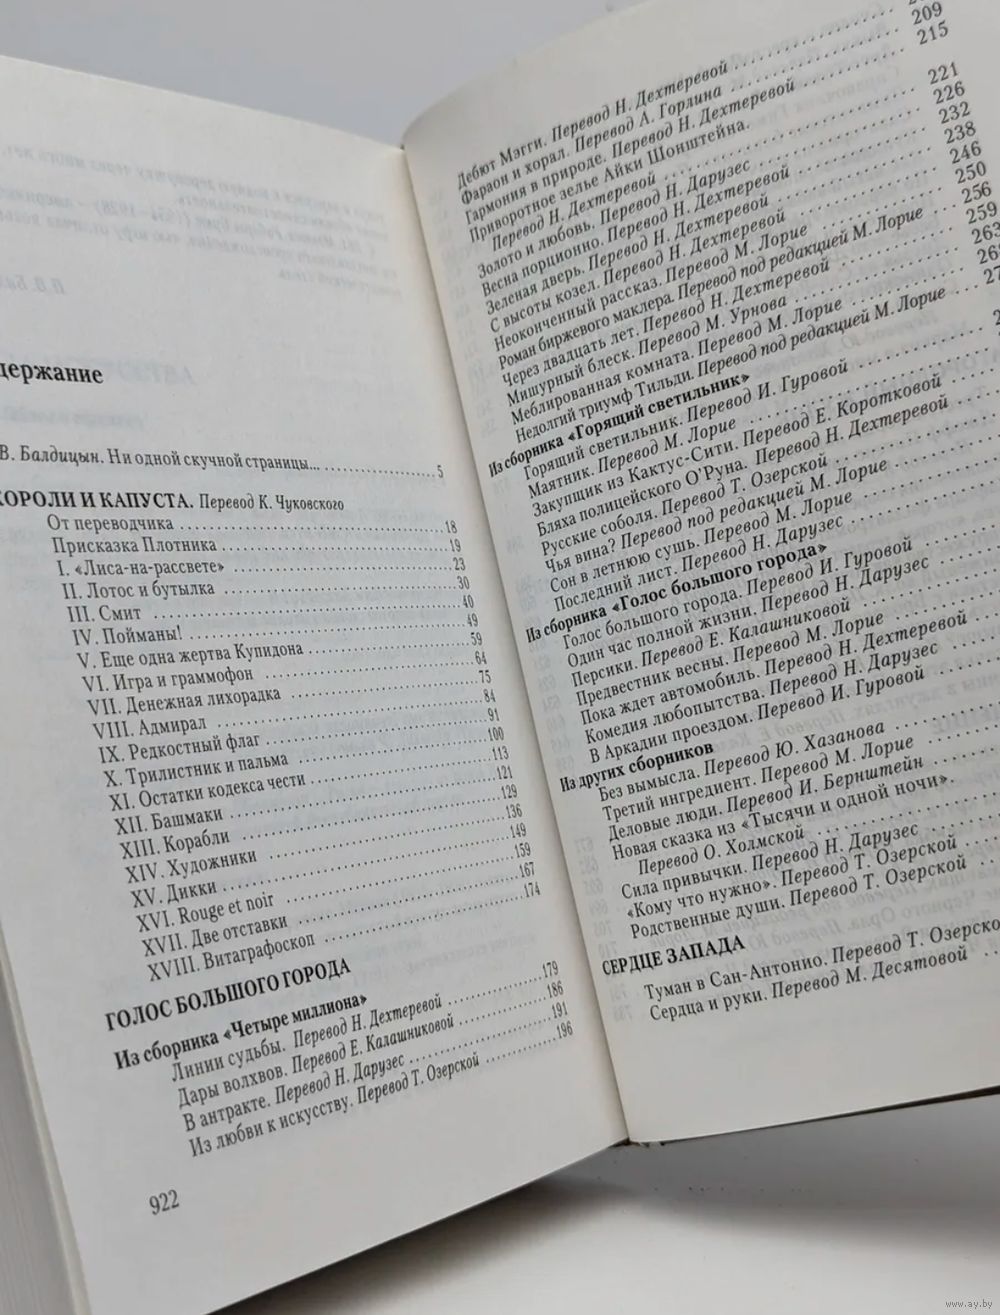 держание
В. Балдицын. Ни одной скучной страницы... 5
КОРОЛИ И КАПУСТА. Перевод К. Чуковского
От переводчика 18
Присказка Плотника 19
I. «Лиса-на-рассвете» 23
II. Лотос и бутылка 30
III. Смит 40
IV. Пойманы! 49
V. Еще одна жертва Купидона 59
VI. Игра и граммофон 64
VII. Денежная лихорадка 75
VIII. Адмирал 84
IX. Редкостный флаг 91
X. Трилистник и пальма 100
XI. Остатки кодекса чести 113
XII. Башмаки 121
XIII. Корабли 129
XIV. Художники 136
XV. Дикки 149
XVI. Rouge et noir 159
XVII. Две отставки 167
XVIII. Витаграфоскоп 174
ГОЛОС БОЛЬШОГО ГОРОДА
Из сборника «Четыре миллиона»
Линии судьбы. Перевод Н. Дехтеревой 179
Дары волхвов. Перевод Е. Калашниковой 186
В антракте. Перевод Н. Дарузес 191
Из любви к искусству. Перевод Т. Озерской 196
922
Дебют Мэгги. Перевод Н. Дехтеревой
Фараон и хорал. Перевод А. Горлина 209
Гармония в природе. Перевод Н. Дехтеревой 215
Приворотное зелье Айки Шонштейна.
Перевод Н. Дехтеревой 221
Золото и любовь. Перевод Н. Дарузес 226
Весна порционно. Перевод Н. Дехтеревой 232
Зеленая дверь. Перевод Н. Дехтеревой 238
С высоты козел. Перевод Н. Дехтеревой 246
Неоконченный рассказ. Перевод М. Лорие 250
Роман биржевого маклера. Перевод под редакцией М. Лорие 256
Через двадцать лет. Перевод Н. Дехтеревой 259
Мишурный блеск. Перевод М. Урнова 263
Меблированная комната. Перевод М. Лорие
Недолгий триумф Тильди. Перевод под редакцией М. Лорие
Из сборника «Горящий светильник»
Горящий светильник. Перевод И. Гуровой
Маятник. Перевод М. Лорие
Закупщик из Кактус-Сити. Перевод Е. Коротковой
Бляха полицейского О'Руна. Перевод Н. Дехтеревой
Русские соболя. Перевод Т. Озерской
Чья вина? Перевод под редакцией М. Лорие
Сон в летнюю сушь. Перевод М. Лорие
Последний лист. Перевод Н. Дарузес
Из сборника «Голос большого города»
Голос большого города. Перевод И. Гуровой
Один час полной жизни. Перевод Н. Дарузес
Персики. Перевод Е. Калашниковой
Предвестник весны. Перевод М. Лорие
Пока ждет автомобиль. Перевод Н. Дехтеревой
Комедия любопытства. Перевод Н. Дарузес
В Аркадии проездом. Перевод И. Гуровой
Из других сборников
Без вымысла. Перевод Ю. Хазанова
Третий ингредиент. Перевод М. Лорие
Деловые люди. Перевод И. Бернштейн
Новая сказка из «Тысячи и одной ночи».
Перевод О. Холмской
Сила привычки. Перевод Н. Дарузес
«Кому что нужно». Перевод Т. Озерской
Родственные души. Перевод Т. Озерской
СЕРДЦЕ ЗАПАДА
Туман в Сан-Антонио. Перевод Т. Озерско
Сердца и руки. Перевод М. Десятовой
www.ay.by